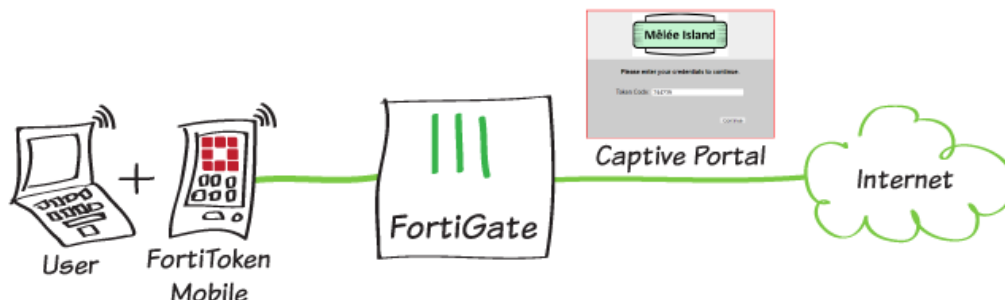 Mêlée Island
Please enter your credentials to continue.
Token Code:
Continue
Captive Portal
FortiGate
Internet
User
FortiToken
Mobile